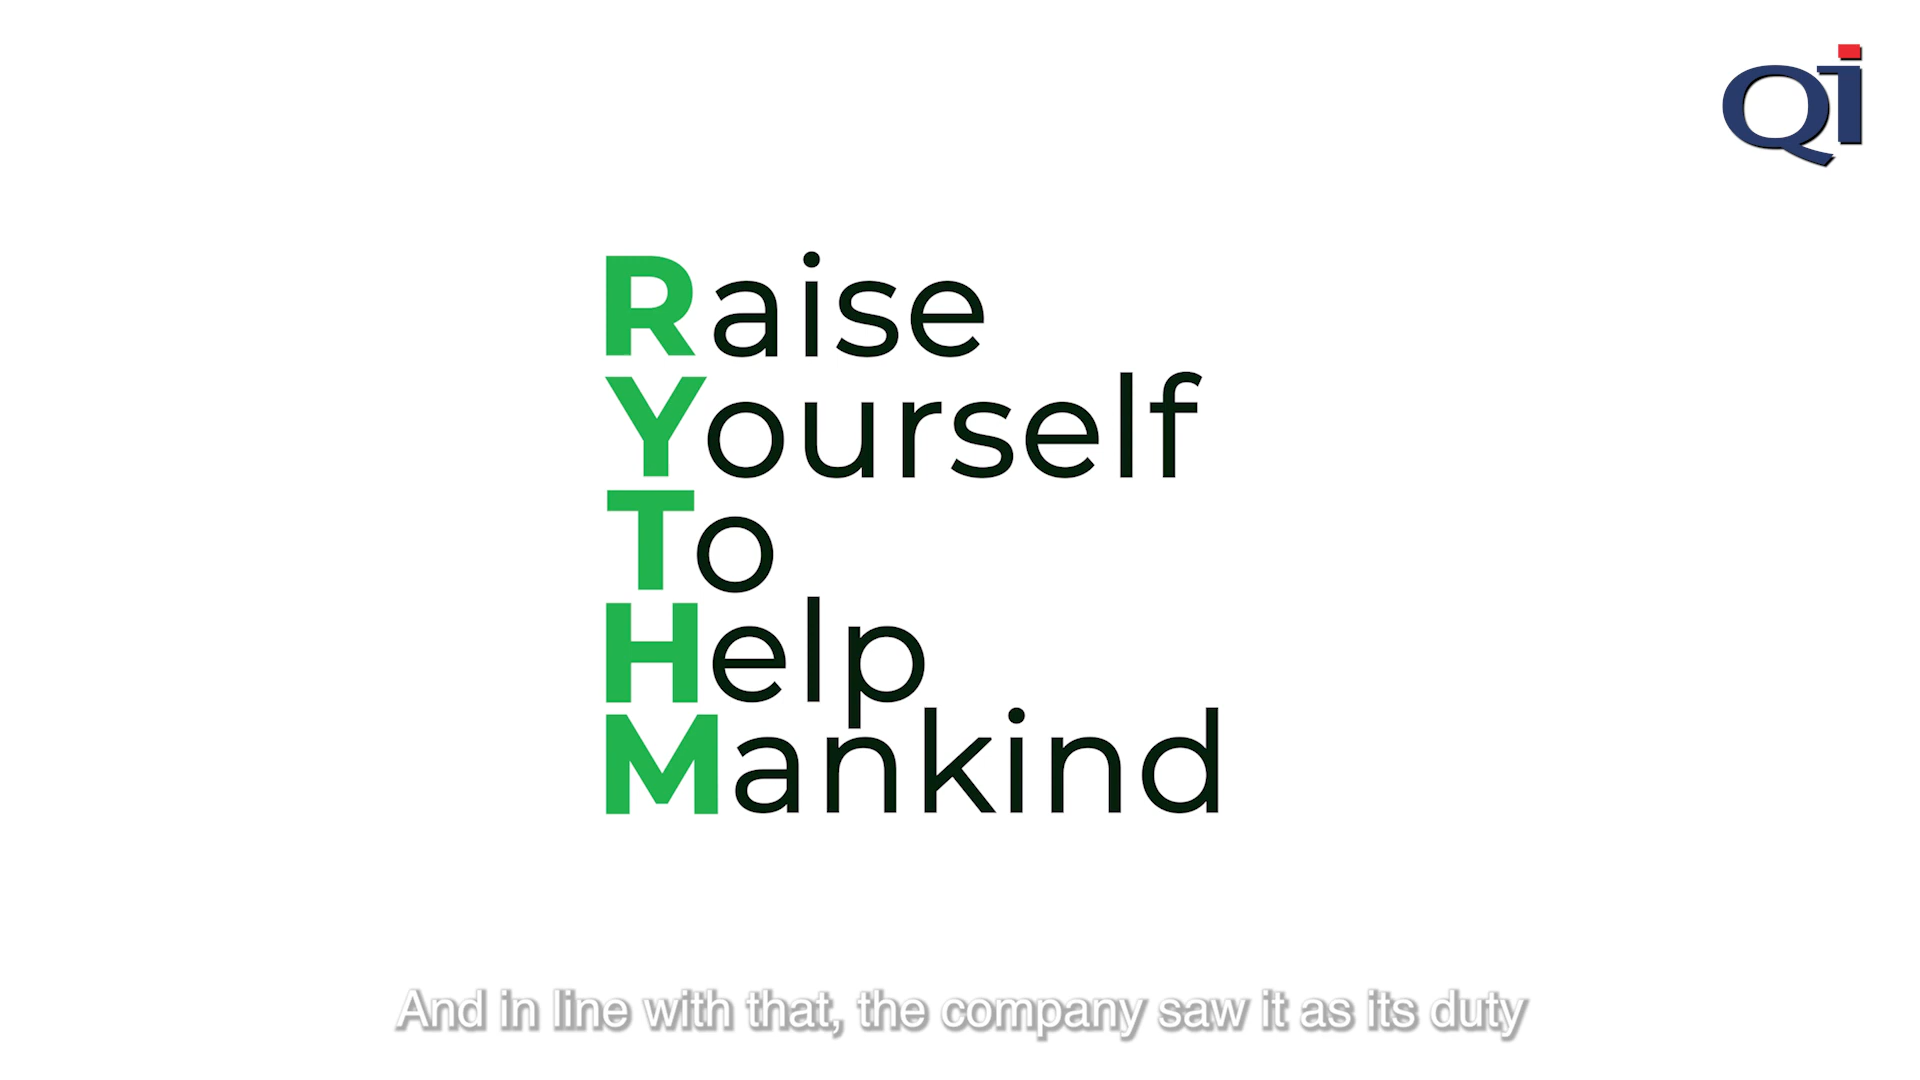 Qi
Raise
Yourself
To
Help
Mankind
And in line with that, the company saw it as its duty